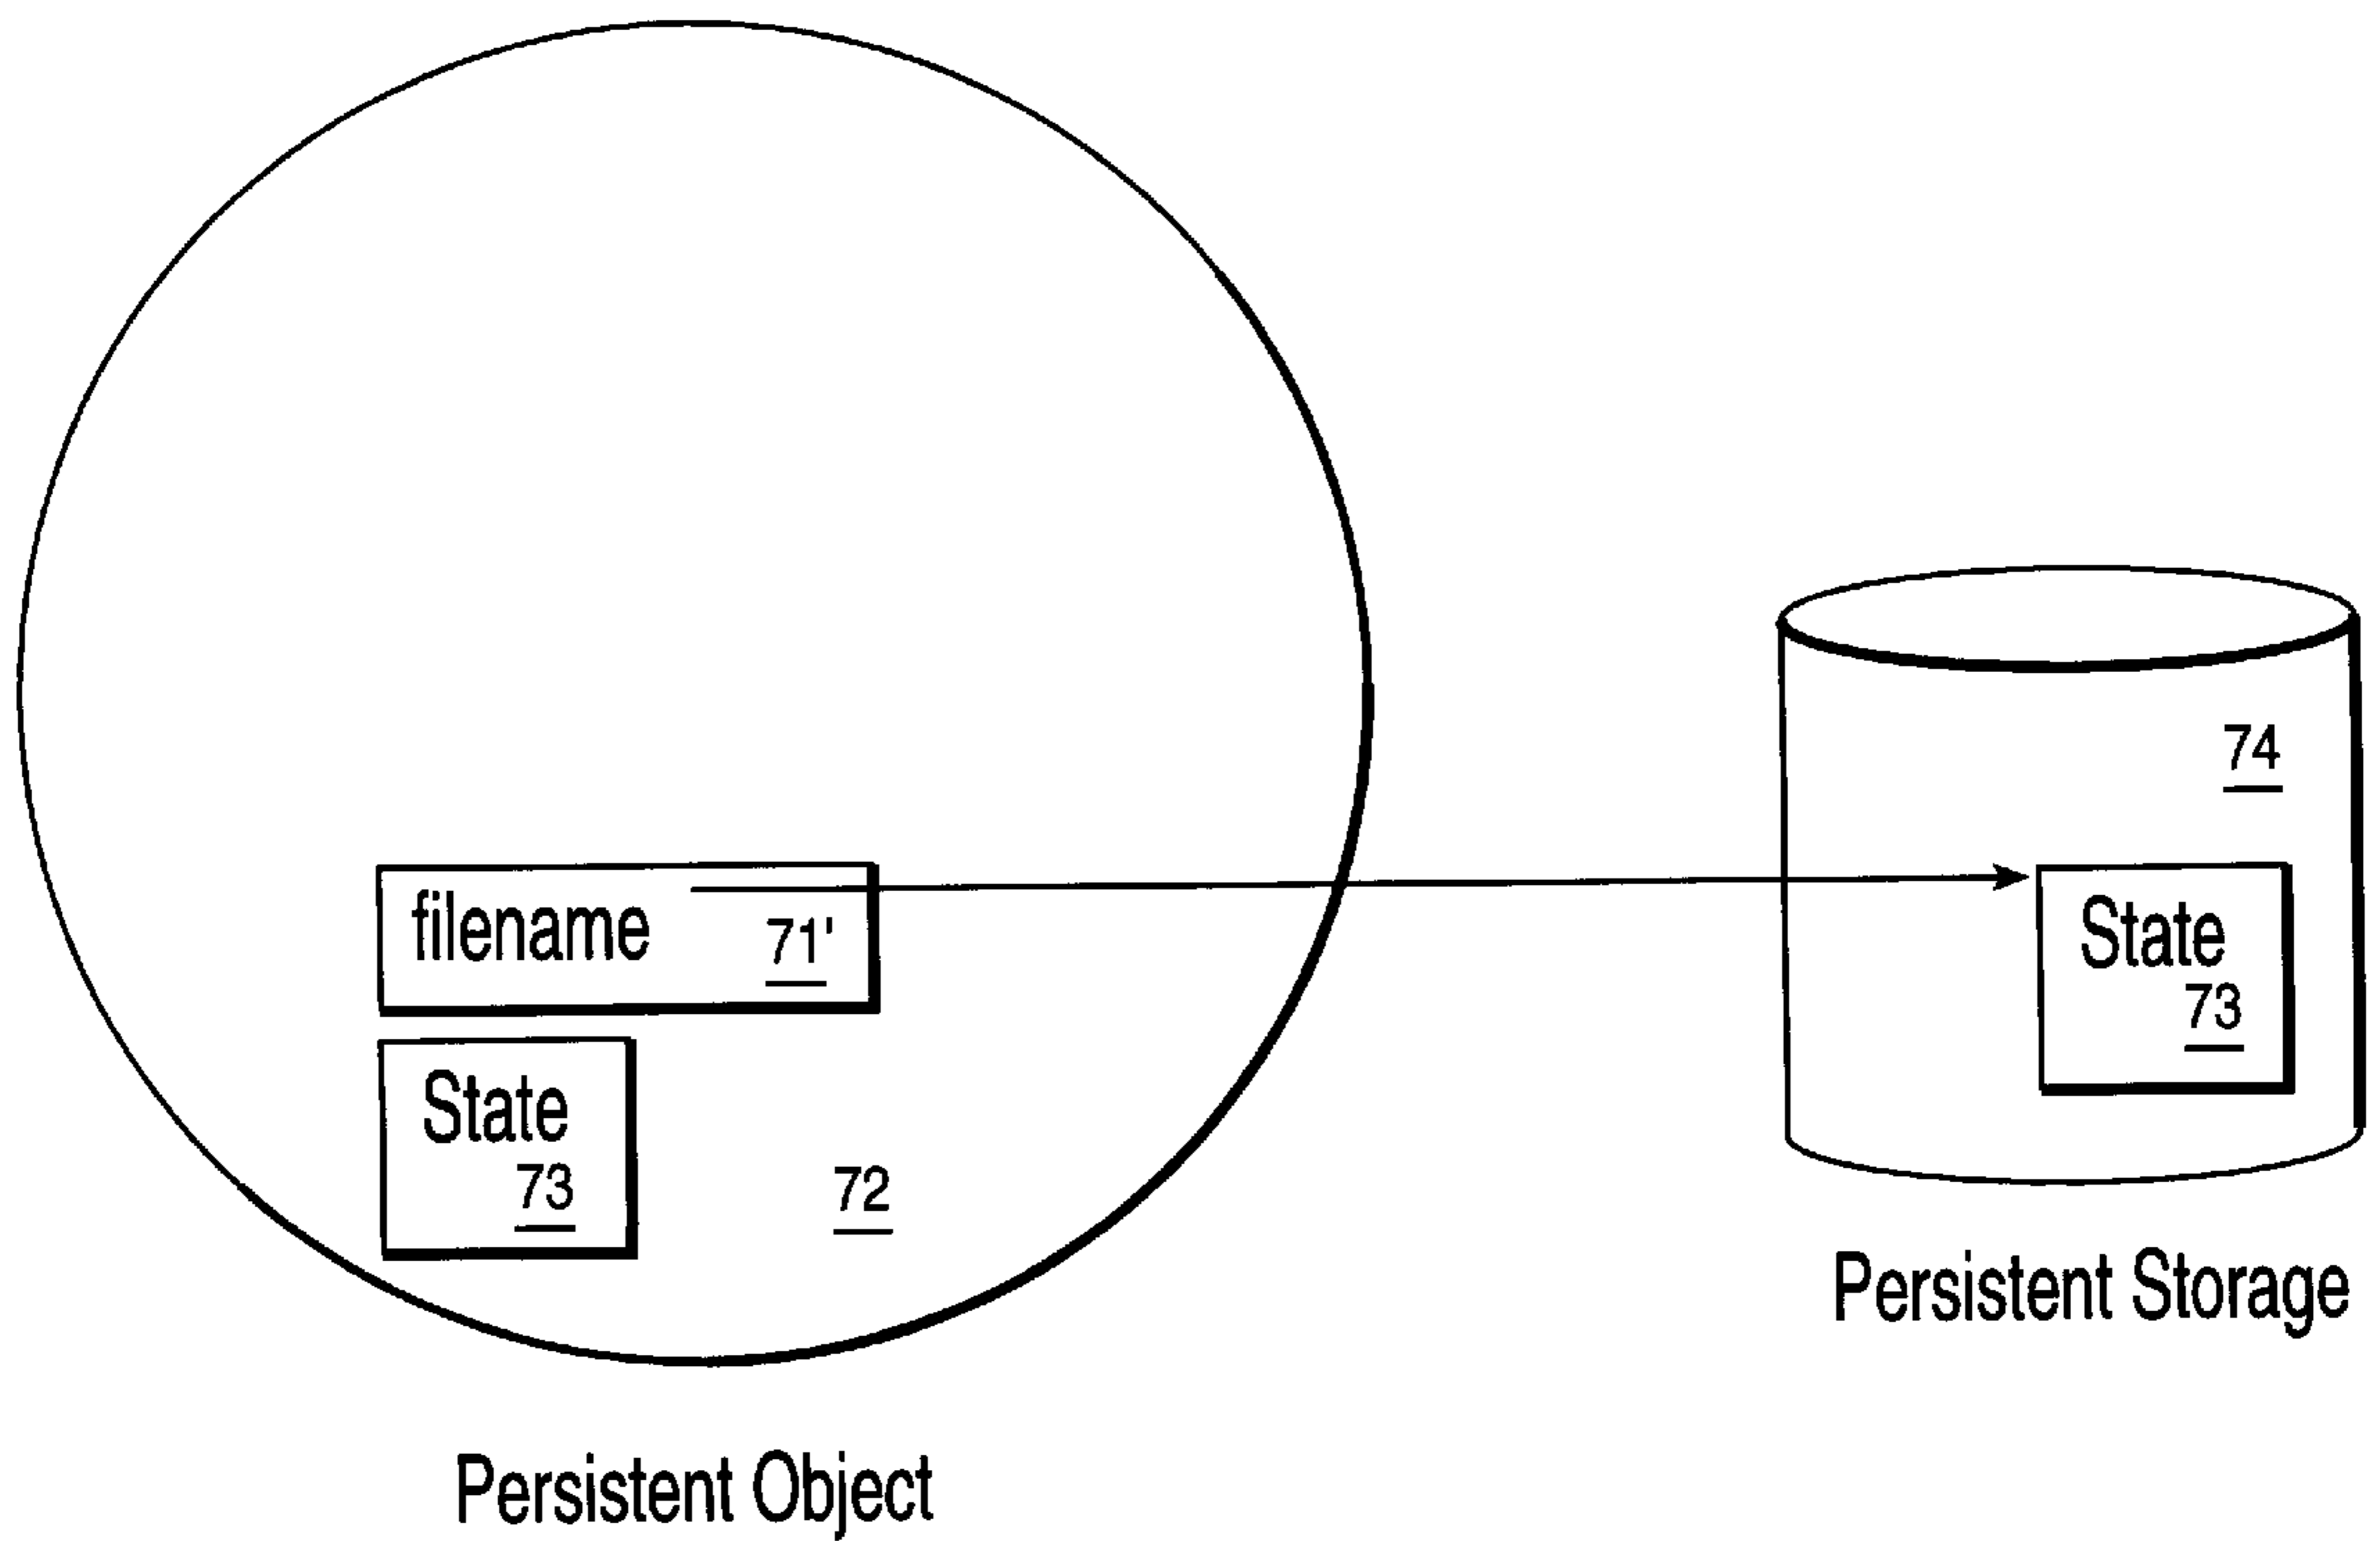 74
filename
71'
State
73
State
73
72
Persistent Storage
Persistent Object